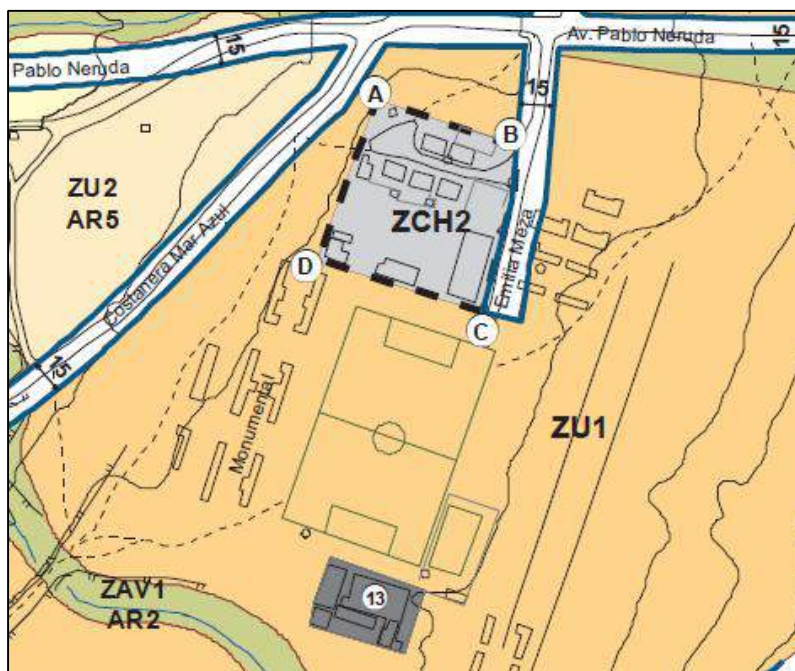 15
Pablo Neruda
Av. Pablo Neruda
15
15
A
B
ZU2
AR5
ZCH2
Costanera Mar Azul
Emilia Meza
D
C
15
Monumental
ZU1
13
ZAV1
AR2